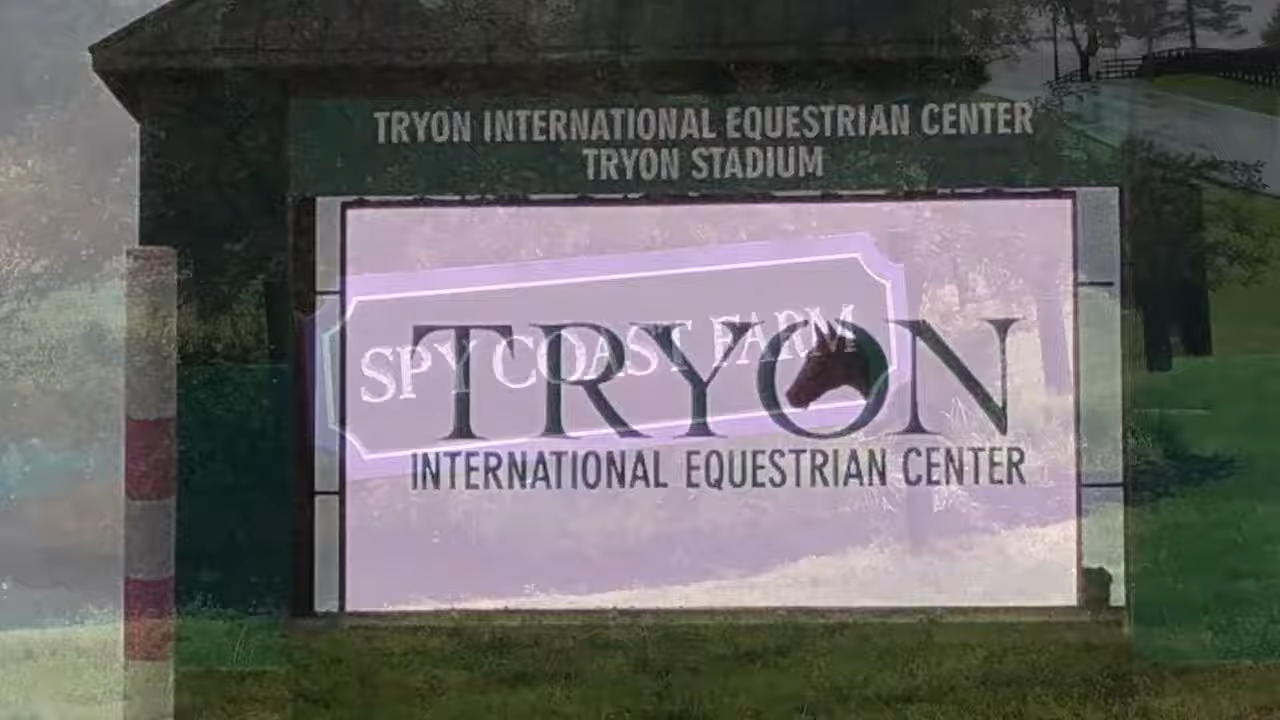 TRYON INTERNATIONAL EQUESTRIAN CENTER
TRYON STADIUM
SPY COAST FARM
TRYON
INTERNATIONAL EQUESTRIAN CENTER